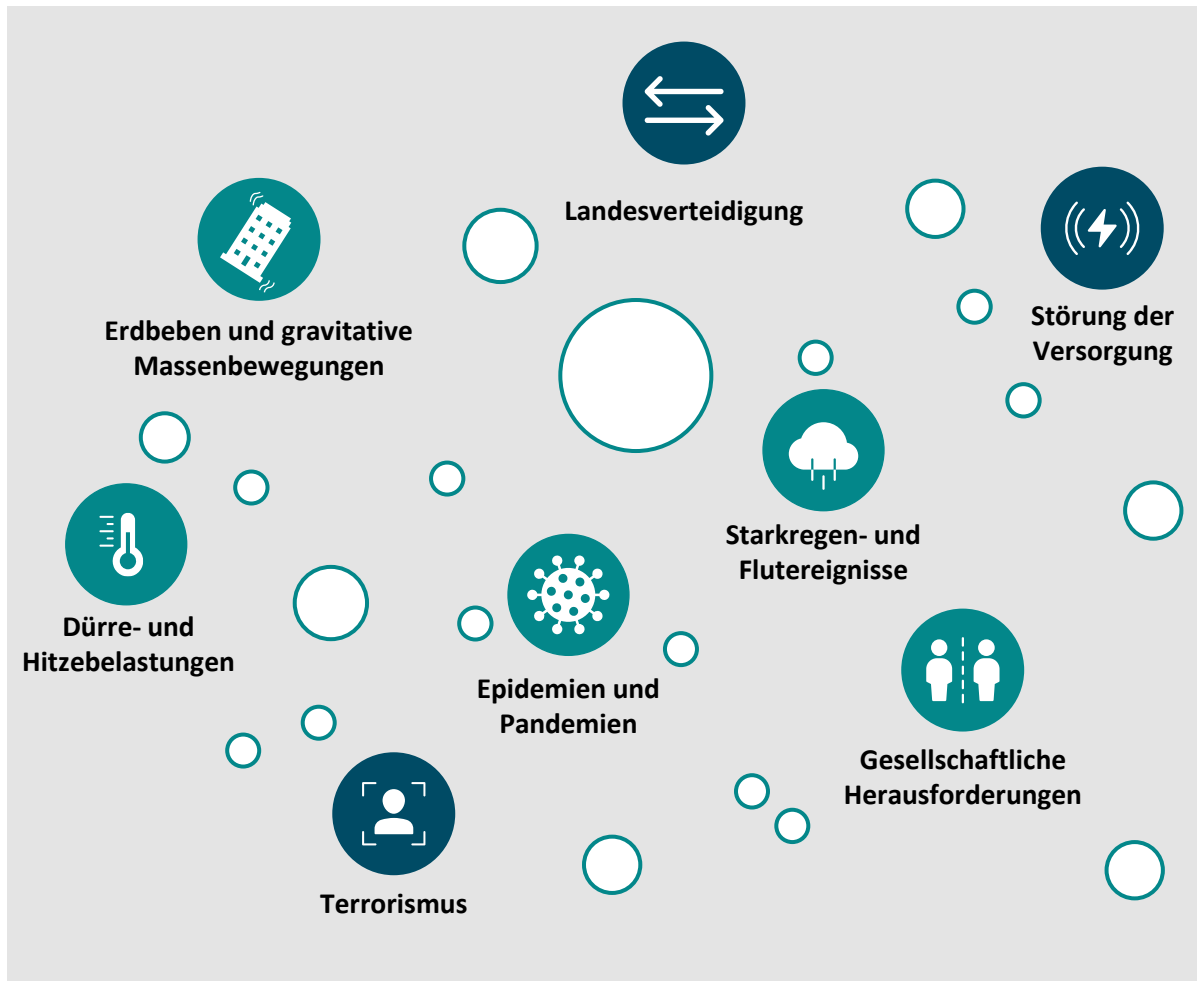 Landesverteidigung
Erdbeben und gravitative
Massenbewegungen
Störung der
Versorgung
Starkregen- und
Flutereignisse
Dürre- und
Hitzebelastungen
Epidemien und
Pandemien
Gesellschaftliche
Herausforderungen
Terrorismus